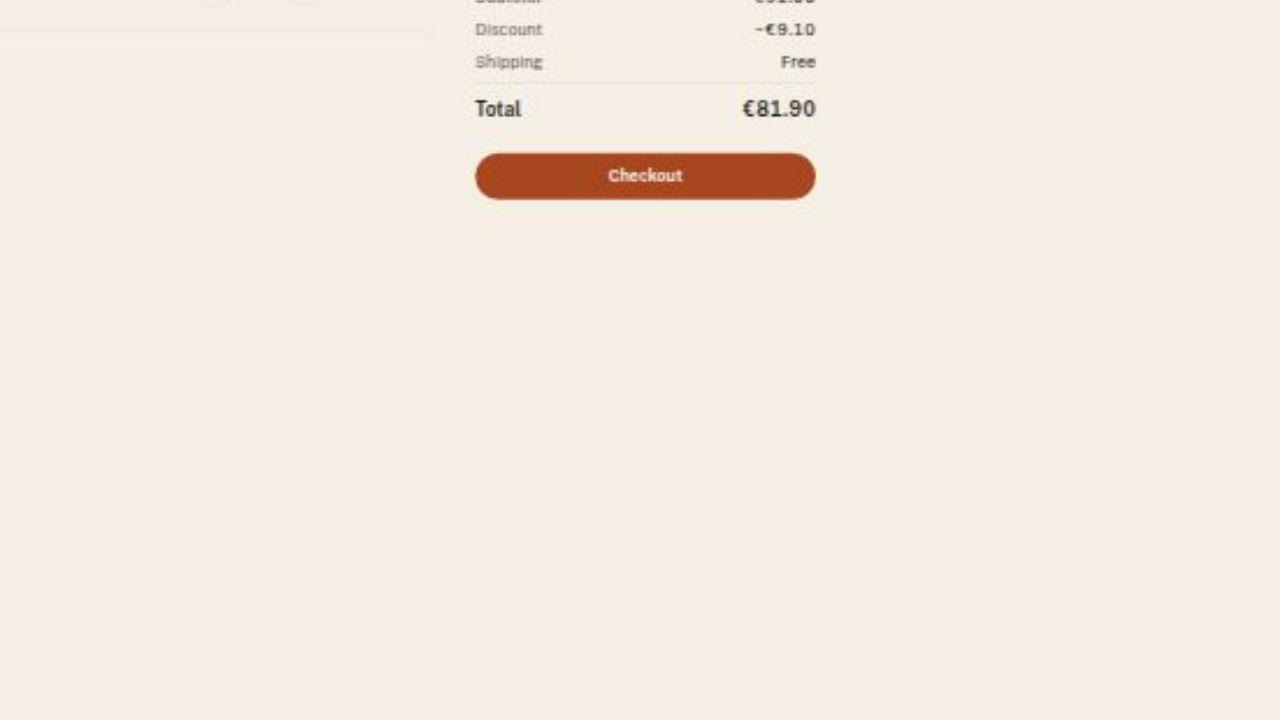 Discount -€9.10
Shipping Free
Total €81.90
Checkout